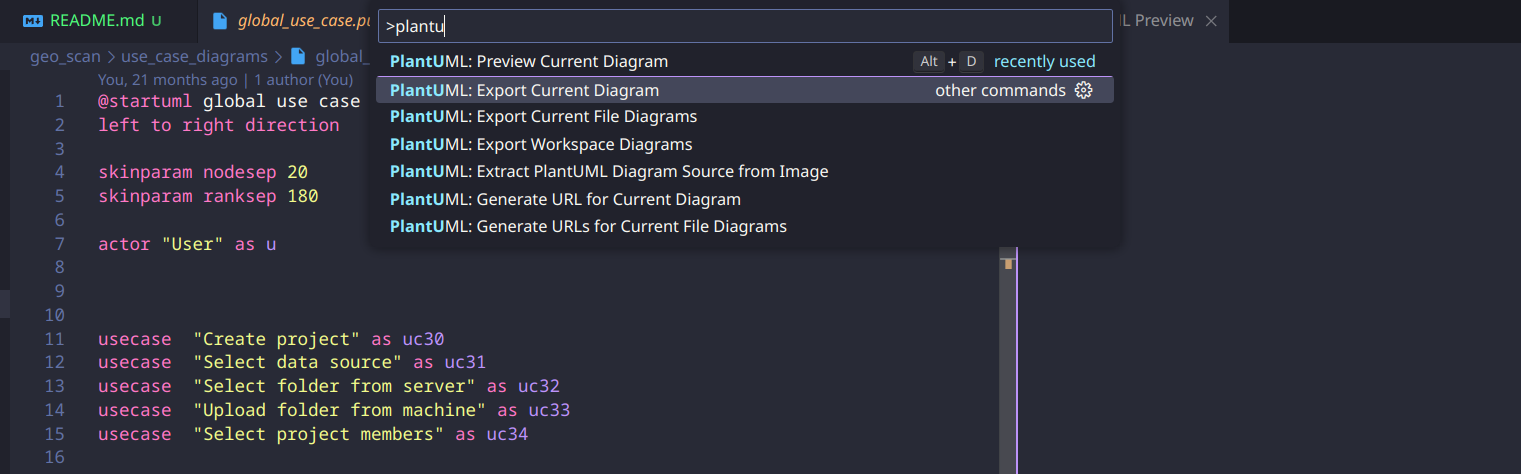 README.md U
global_use_case.pu
L Preview
>plantu
geo_scan > use_case_diagrams > global_
PlantUML: Preview Current Diagram Alt + D recently used
PlantUML: Export Current Diagram other commands
PlantUML: Export Current File Diagrams
PlantUML: Export Workspace Diagrams
PlantUML: Extract PlantUML Diagram Source from Image
PlantUML: Generate URL for Current Diagram
PlantUML: Generate URLs for Current File Diagrams
You, 21 months ago | 1 author (You)
1 @startuml global use case
2 left to right direction
3
4 skinparam nodesep 20
5 skinparam ranksep 180
6
7 actor "User" as u
8
9
10
11 usecase  "Create project" as uc30
12 usecase  "Select data source" as uc31
13 usecase  "Select folder from server" as uc32
14 usecase  "Upload folder from machine" as uc33
15 usecase  "Select project members" as uc34
16